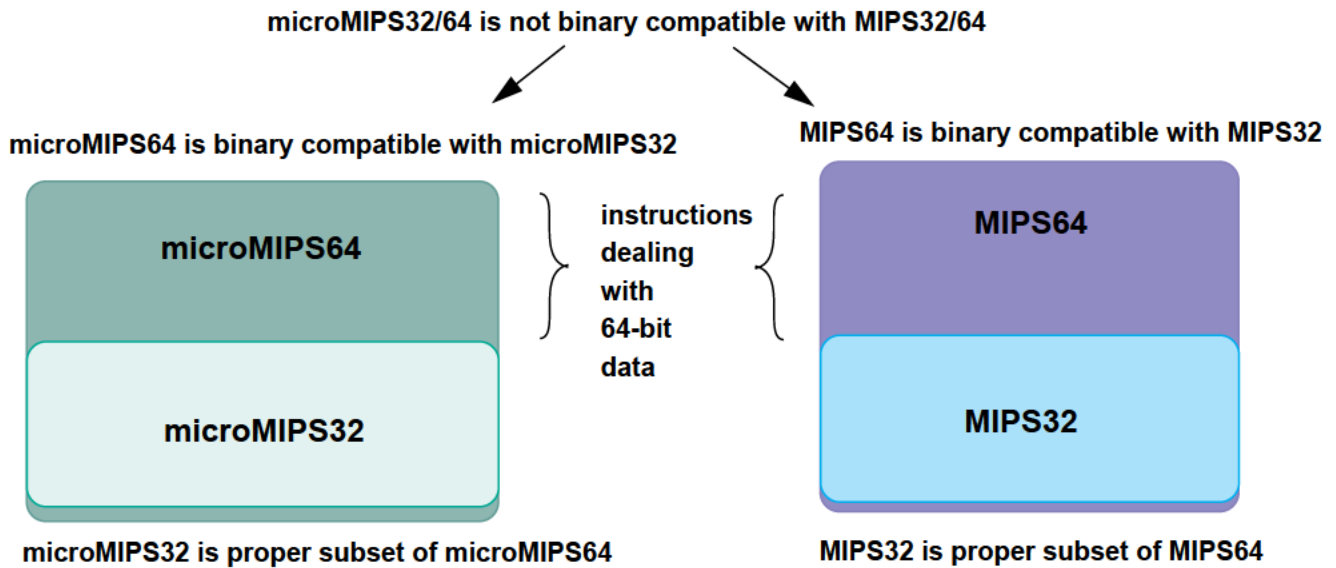 microMIPS32/64 is not binary compatible with MIPS32/64
microMIPS64 is binary compatible with microMIPS32
MIPS64 is binary compatible with MIPS32
microMIPS64
instructions
dealing
with
64-bit
data
MIPS64
microMIPS32
MIPS32
microMIPS32 is proper subset of microMIPS64
MIPS32 is proper subset of MIPS64